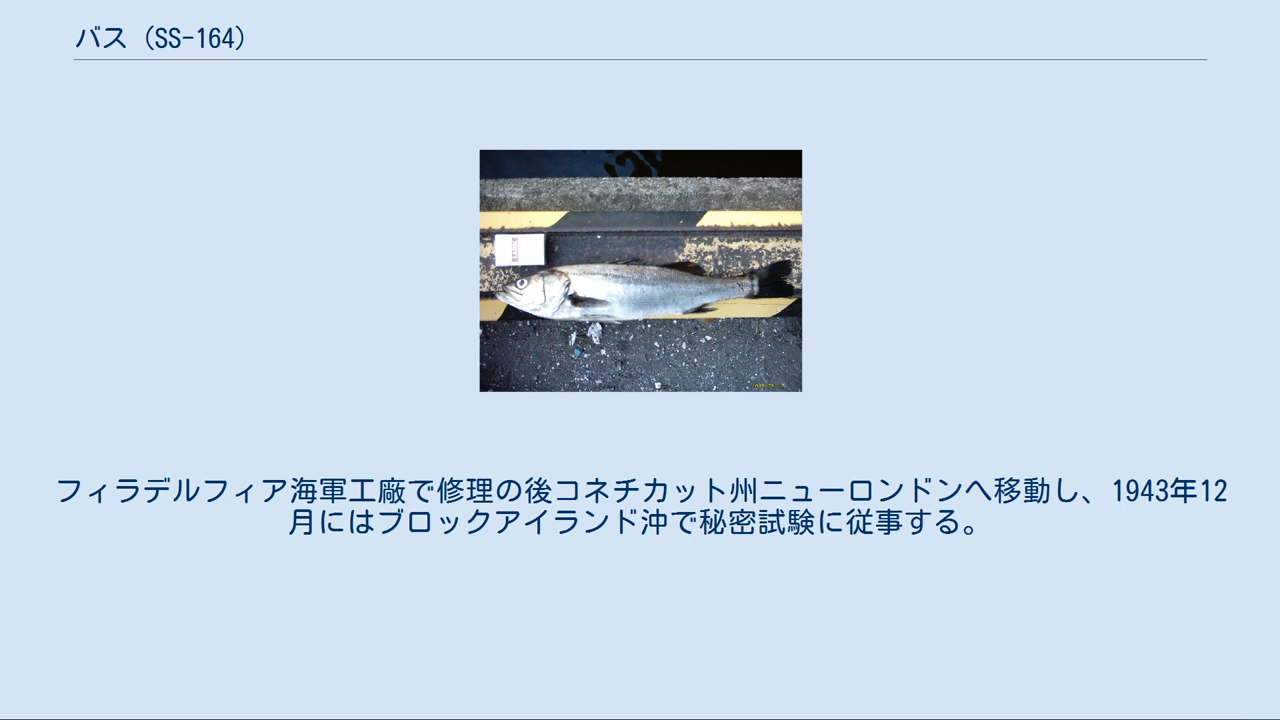 バス（SS-164）
フィラデルフィア海軍工廠で修理の後コネチカット州ニューロンドンへ移動し、1943年12
月にはブロックアイランド沖で秘密試験に従事する。